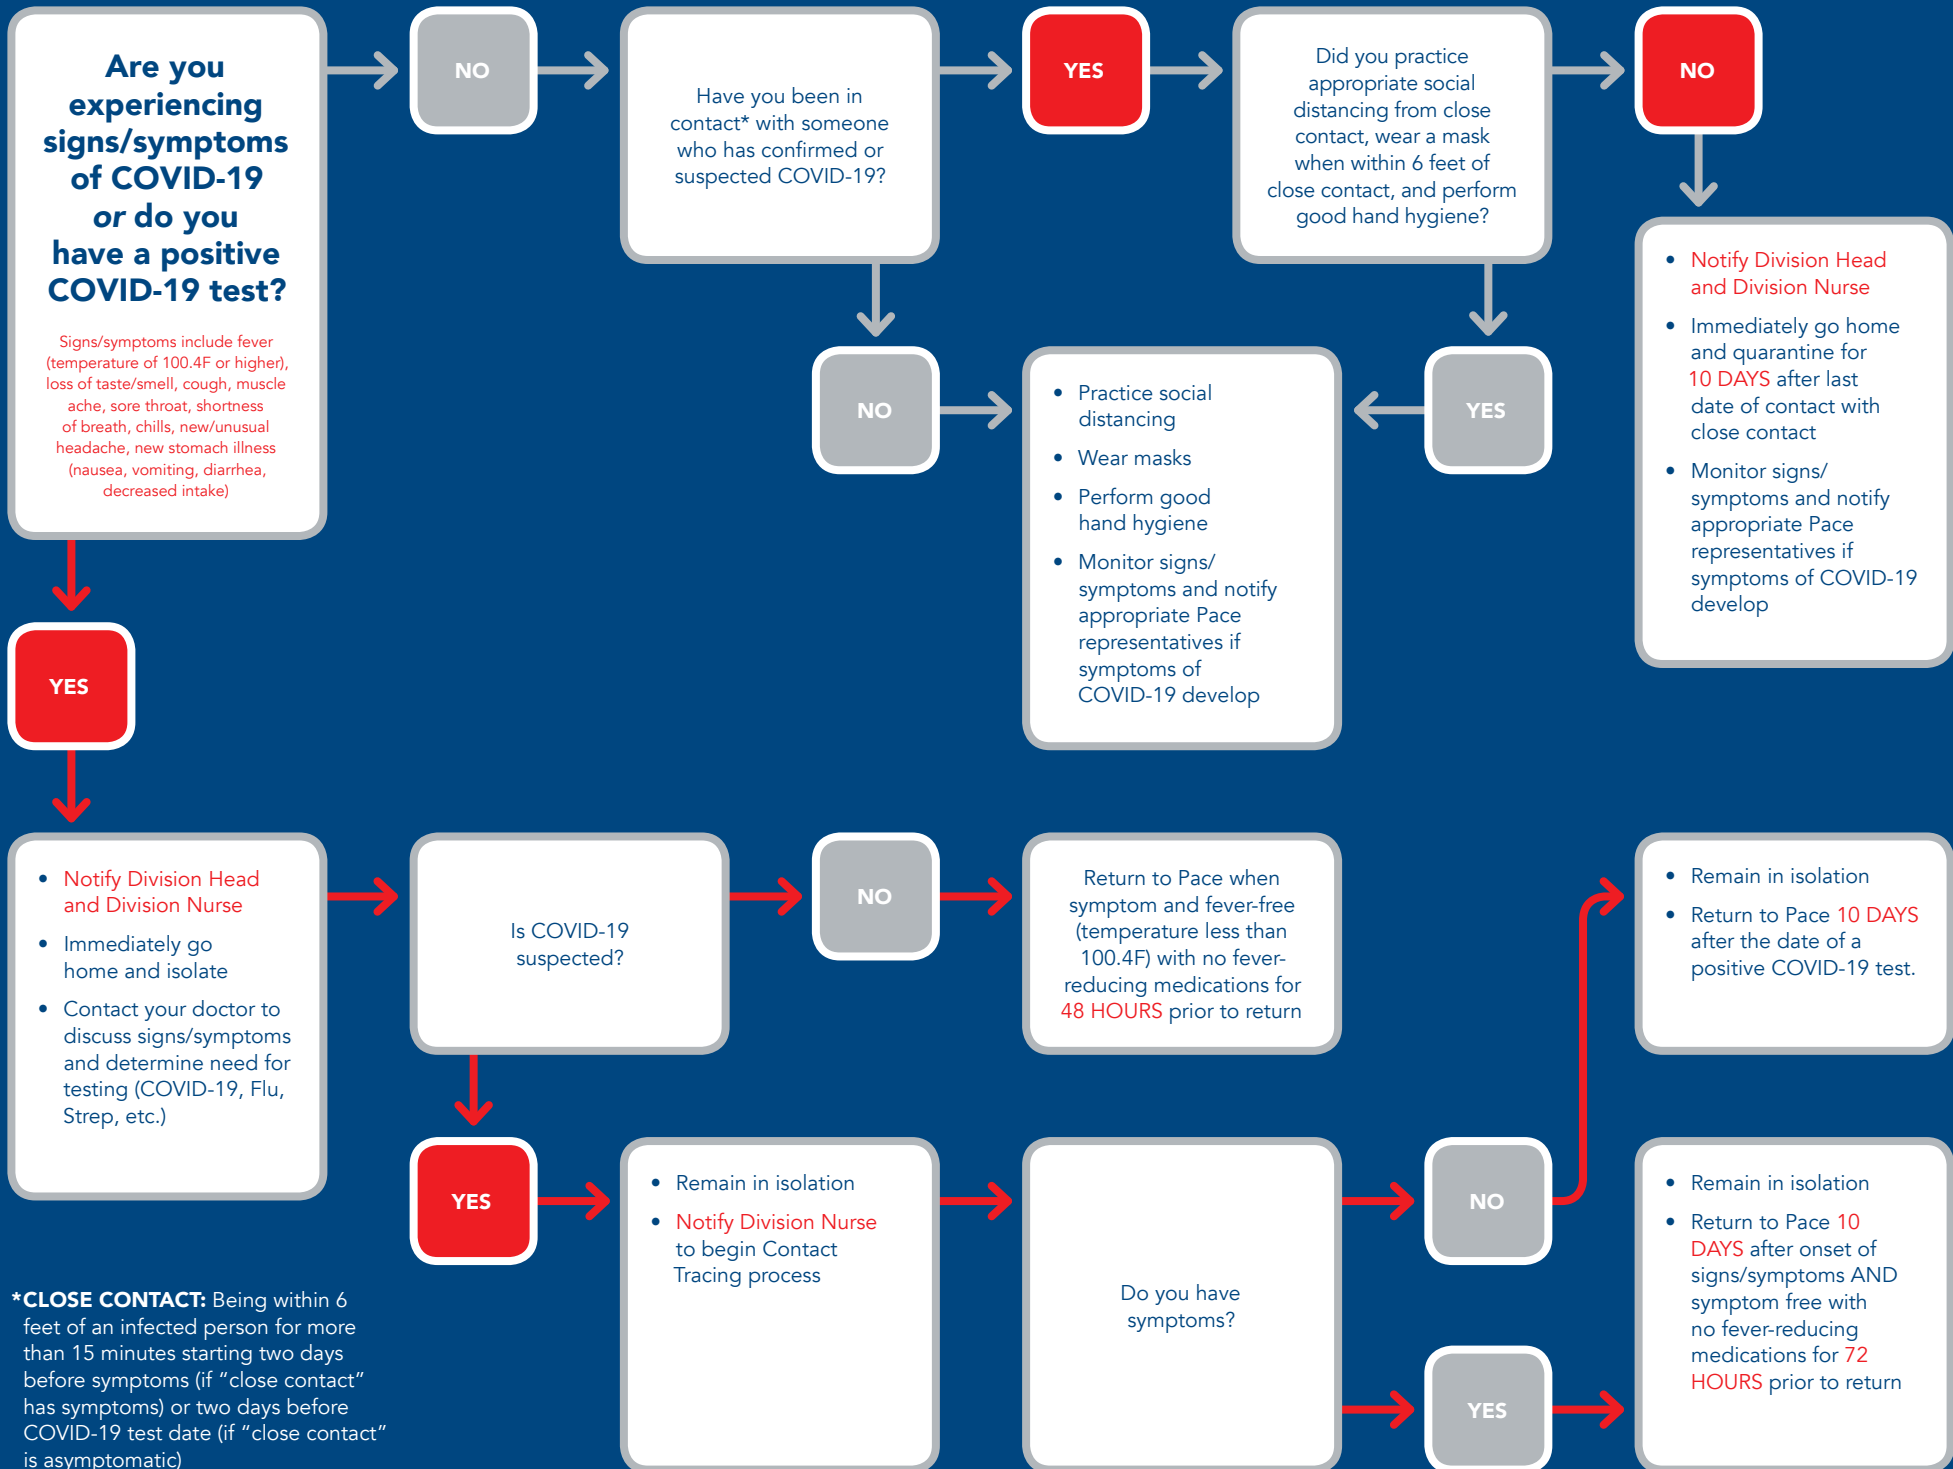 Are you
experiencing
signs/symptoms
of COVID-19
or do you
have a positive
COVID-19 test?
Signs/symptoms include fever
(temperature of 100.4F or higher),
loss of taste/smell, cough, muscle
ache, sore throat, shortness
of breath, chills, new/unusual
headache, new stomach illness
(nausea, vomiting, diarrhea,
decreased intake)
NO
Have you been in
contact* with someone
who has confirmed or
suspected COVID-19?
YES
Did you practice
appropriate social
distancing from close
contact, wear a mask
when within 6 feet of
close contact, and perform
good hand hygiene?
NO
• Notify Division Head
and Division Nurse
• Immediately go home
and quarantine for
10 DAYS after last
date of contact with
close contact
• Monitor signs/
symptoms and notify
appropriate Pace
representatives if
symptoms of COVID-19
develop
NO
• Practice social
distancing
• Wear masks
• Perform good
hand hygiene
• Monitor signs/
symptoms and notify
appropriate Pace
representatives if
symptoms of
COVID-19 develop
YES
YES
• Notify Division Head
and Division Nurse
• Immediately go
home and isolate
• Contact your doctor to
discuss signs/symptoms
and determine need for
testing (COVID-19, Flu,
Strep, etc.)
Is COVID-19
suspected?
NO
Return to Pace when
symptom and fever-free
(temperature less than
100.4F) with no fever-
reducing medications for
48 HOURS prior to return
• Remain in isolation
• Return to Pace 10 DAYS
after the date of a
positive COVID-19 test.
YES
• Remain in isolation
• Notify Division Nurse
to begin Contact
Tracing process
Do you have
symptoms?
NO
• Remain in isolation
• Return to Pace 10
DAYS after onset of
signs/symptoms AND
symptom free with
no fever-reducing
medications for 72
HOURS prior to return
YES
*CLOSE CONTACT: Being within 6
feet of an infected person for more
than 15 minutes starting two days
before symptoms (if "close contact"
has symptoms) or two days before
COVID-19 test date (if "close contact"
is asymptomatic)